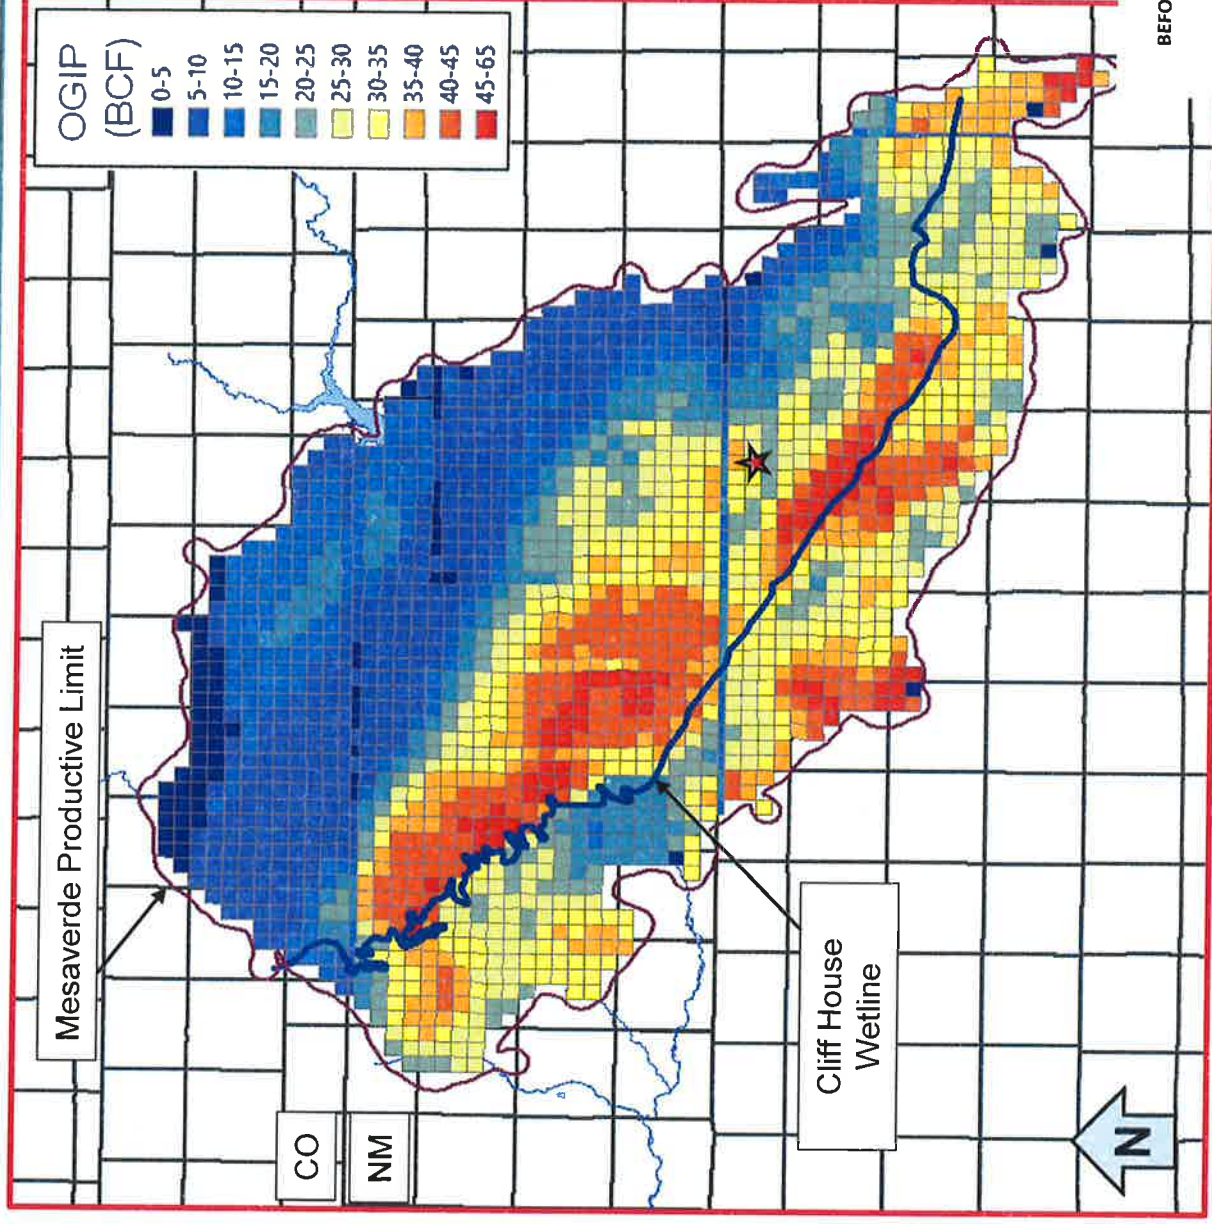 OGIP
(BCF)
0-5
5-10
10-15
15-20
20-25
25-30
30-35
35-40
40-45
45-65
Mesaverde Productive Limit
CO
NM
Cliff House
Wetline
N
BEFO